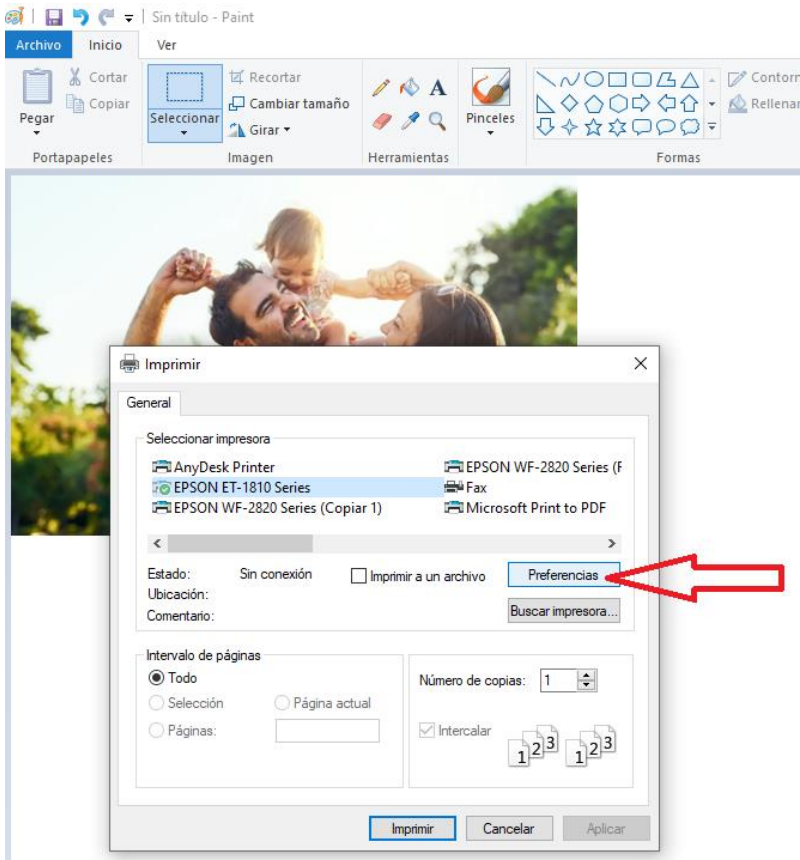 Sin título - Paint
Archivo Inicio Ver
Cortar Recortar Contorn
Copiar Cambiar tamaño Rellenar
Pegar Seleccionar Girar A Pinceles
Portapapeles Imagen Herramientas Formas
Imprimir
General
Seleccionar impresora
AnyDesk Printer EPSON WF-2820 Series (F
EPSON ET-1810 Series Fax
EPSON WF-2820 Series (Copiar 1) Microsoft Print to PDF
Estado: Sin conexión Imprimir a un archivo Preferencias
Ubicación:
Comentario: Buscar impresora...
Intervalo de páginas
Todo Número de copias: 1
Selección Página actual
Páginas: Intercalar
1 2 3 1 2 3
Imprimir Cancelar Aplicar